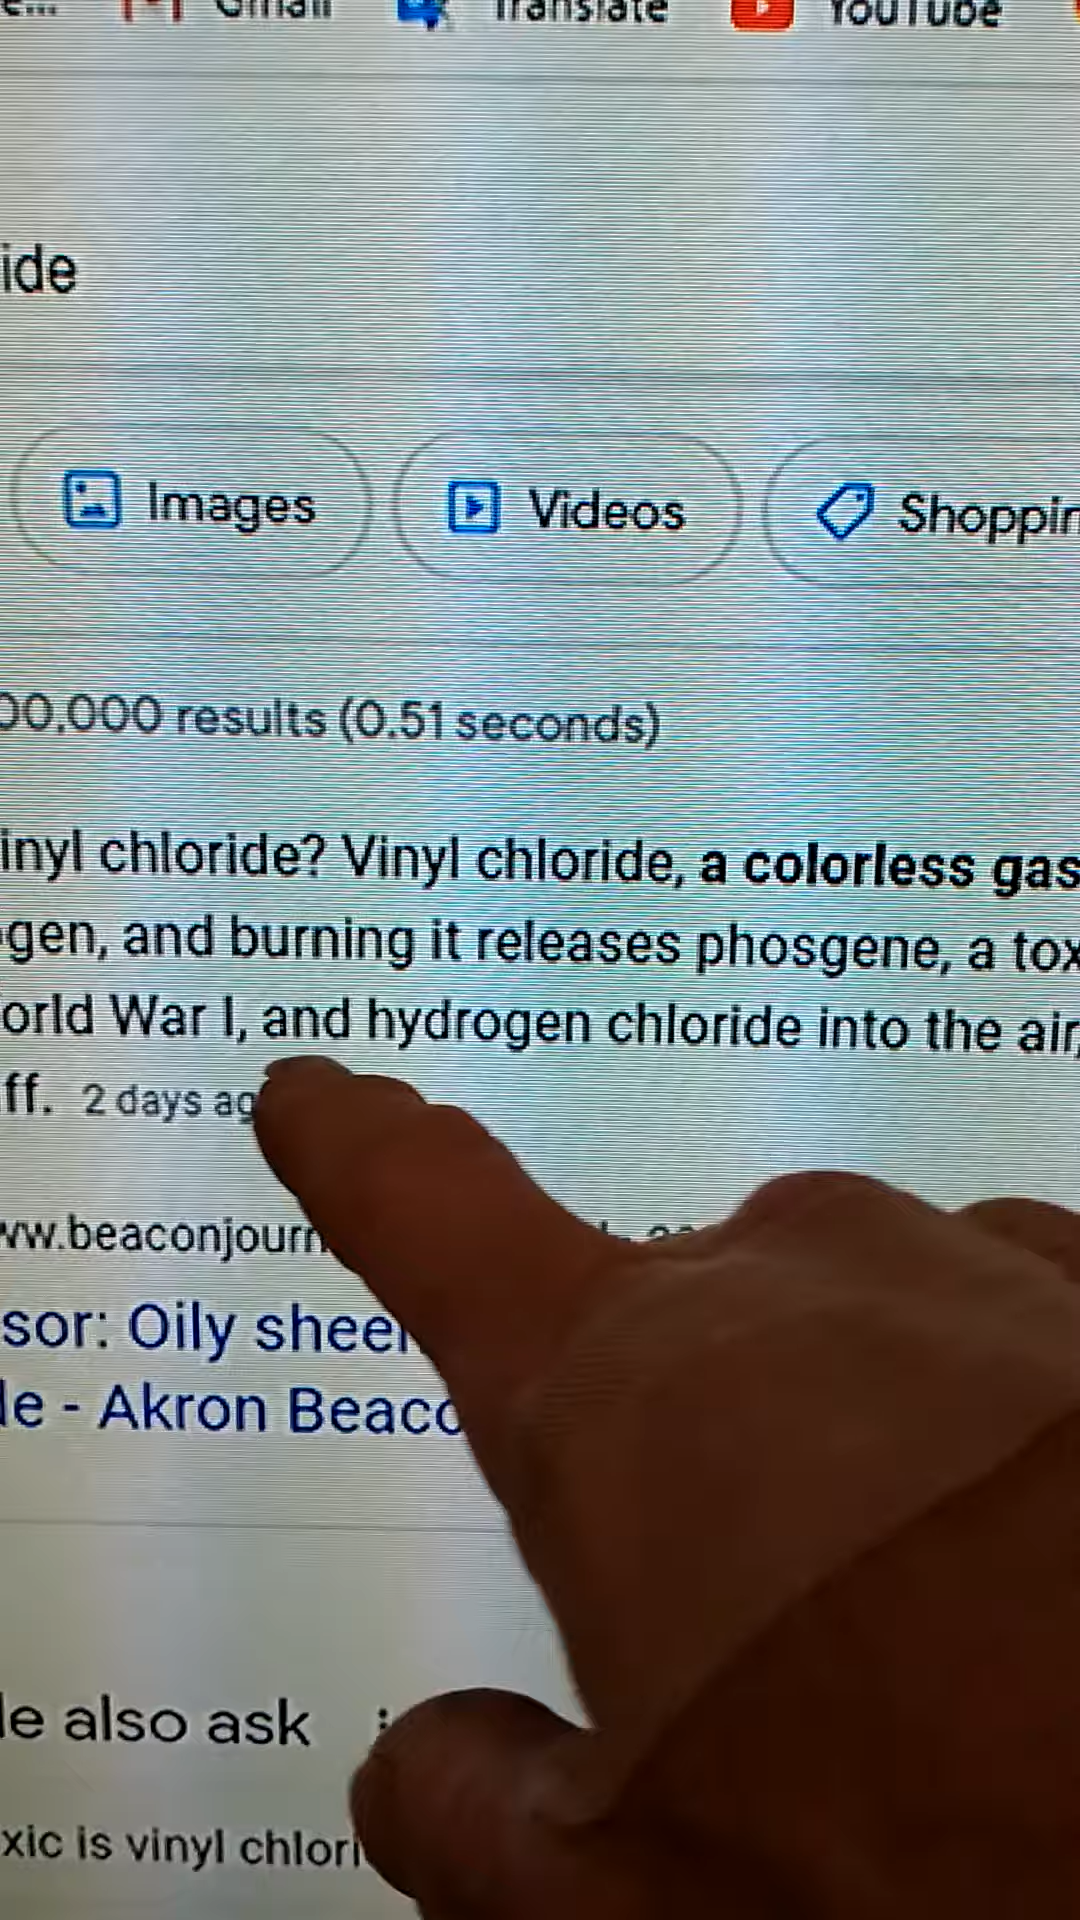 Gmail Translate YouTube
ide
Images Videos Shoppin
00,000 results (0.51 seconds)
inyl chloride? Vinyl chloride, a colorless gas
gen, and burning it releases phosgene, a tox
orld War I, and hydrogen chloride into the air,
ff. 2 days ag
ww.beaconjourn
sor: Oily sheen
le - Akron Beaco
le also ask
xic is vinyl chlori